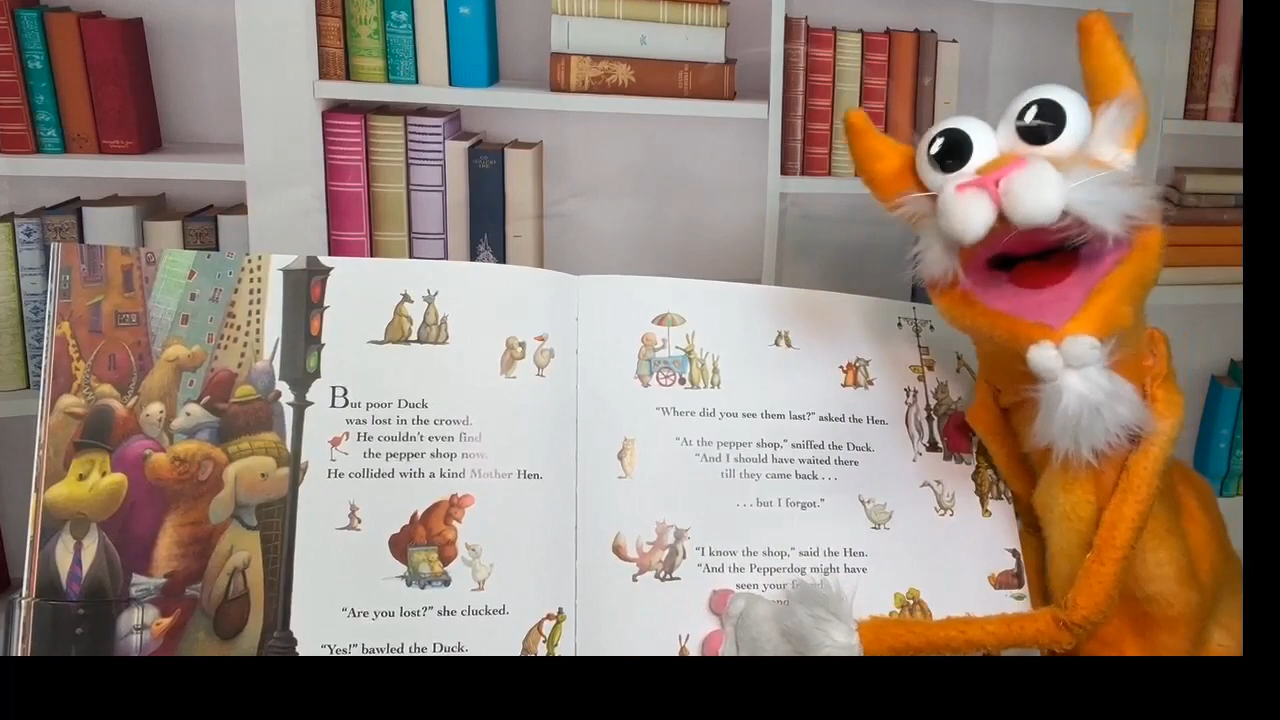 But poor Duck
was lost in the crowd.
He couldn't even find
the pepper shop now.
He collided with a kind Mother Hen.
"Are you lost?" she clucked.
"Yes!" bawled the Duck.
"Where did you see them last?" asked the Hen.
"At the pepper shop," sniffed the Duck.
"And I should have waited there
till they came back . . .
. . . but I forgot."
"I know the shop," said the Hen.
"And the Pepperdog might have
seen your